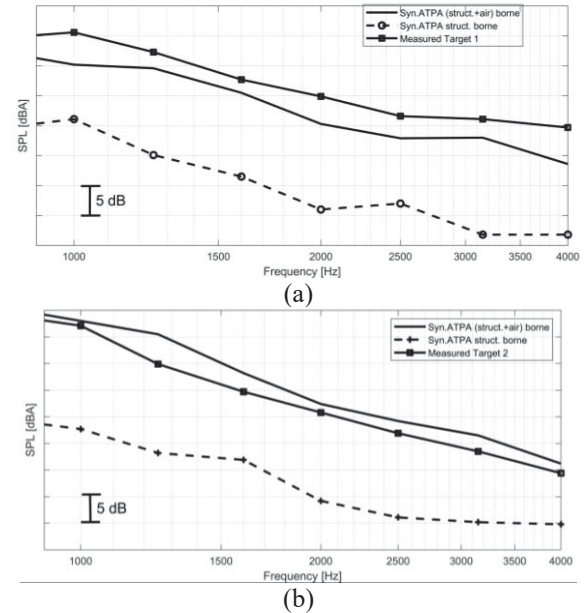 Syn.ATPA (struct.+air) borne
Syn.ATPA struct. borne
Measured Target 1
SPL [dBA]
5 dB
1000 1500 2000 2500 3000 3500 4000
Frequency [Hz]
(a)
Syn.ATPA (struct.+air) borne
Syn.ATPA struct. borne
Measured Target 2
SPL [dBA]
5 dB
1000 1500 2000 2500 3000 3500 4000
Frequency [Hz]
(b)